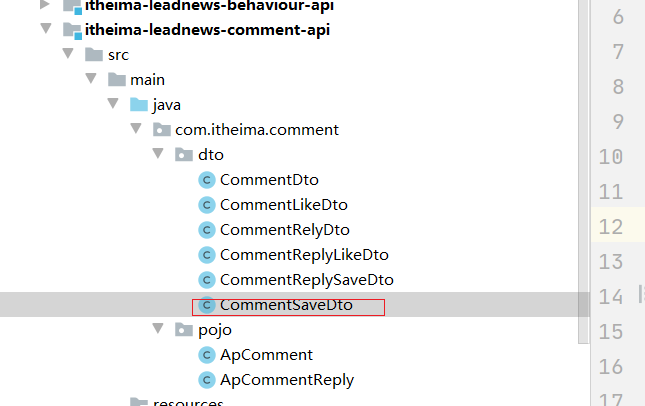 itheima-leadnews-behaviour-api
6
itheima-leadnews-comment-api
7
src
main
8
java
9
com.itheima.comment
10
dto
CommentDto
11
CommentLikeDto
CommentRelyDto
12
CommentReplyLikeDto
13
CommentReplySaveDto
CommentSaveDto
14
pojo
15
ApComment
16
ApCommentReply
17
resources